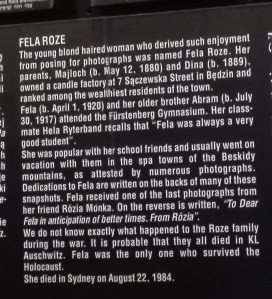 FELA ROZE
The young blond haired woman who derived such enjoyment
from posing for photographs was named Fela Roze. Her
parents, Majloch (b. May 12, 1880) and Dina (b. 1889),
owned a candle factory at 7 Sączewska Street in Będzin and
ranked among the wealthiest residents of the town.
Fela (b. April 1, 1920) and her older brother Abram (b. July
30, 1917) attended the Fürstenberg Gymnasium. Her class-
mate Hela Ryterband recalls that "Fela was always a very
good student".
She was popular with her school friends and usually went on
vacation with them in the spa towns of the Beskidy
mountains, as attested by numerous photographs.
Dedications to Fela are written on the backs of many of these
snapshots. Fela received one of the last photographs from
her friend Rózia Mónka. On the reverse is written, "To Dear
Fela in anticipation of better times. From Rózia".
We do not know exactly what happened to the Roze family
during the war. It is probable that they all died in KL
Auschwitz. Fela was the only one who survived the
Holocaust.
She died in Sydney on August 22, 1984.